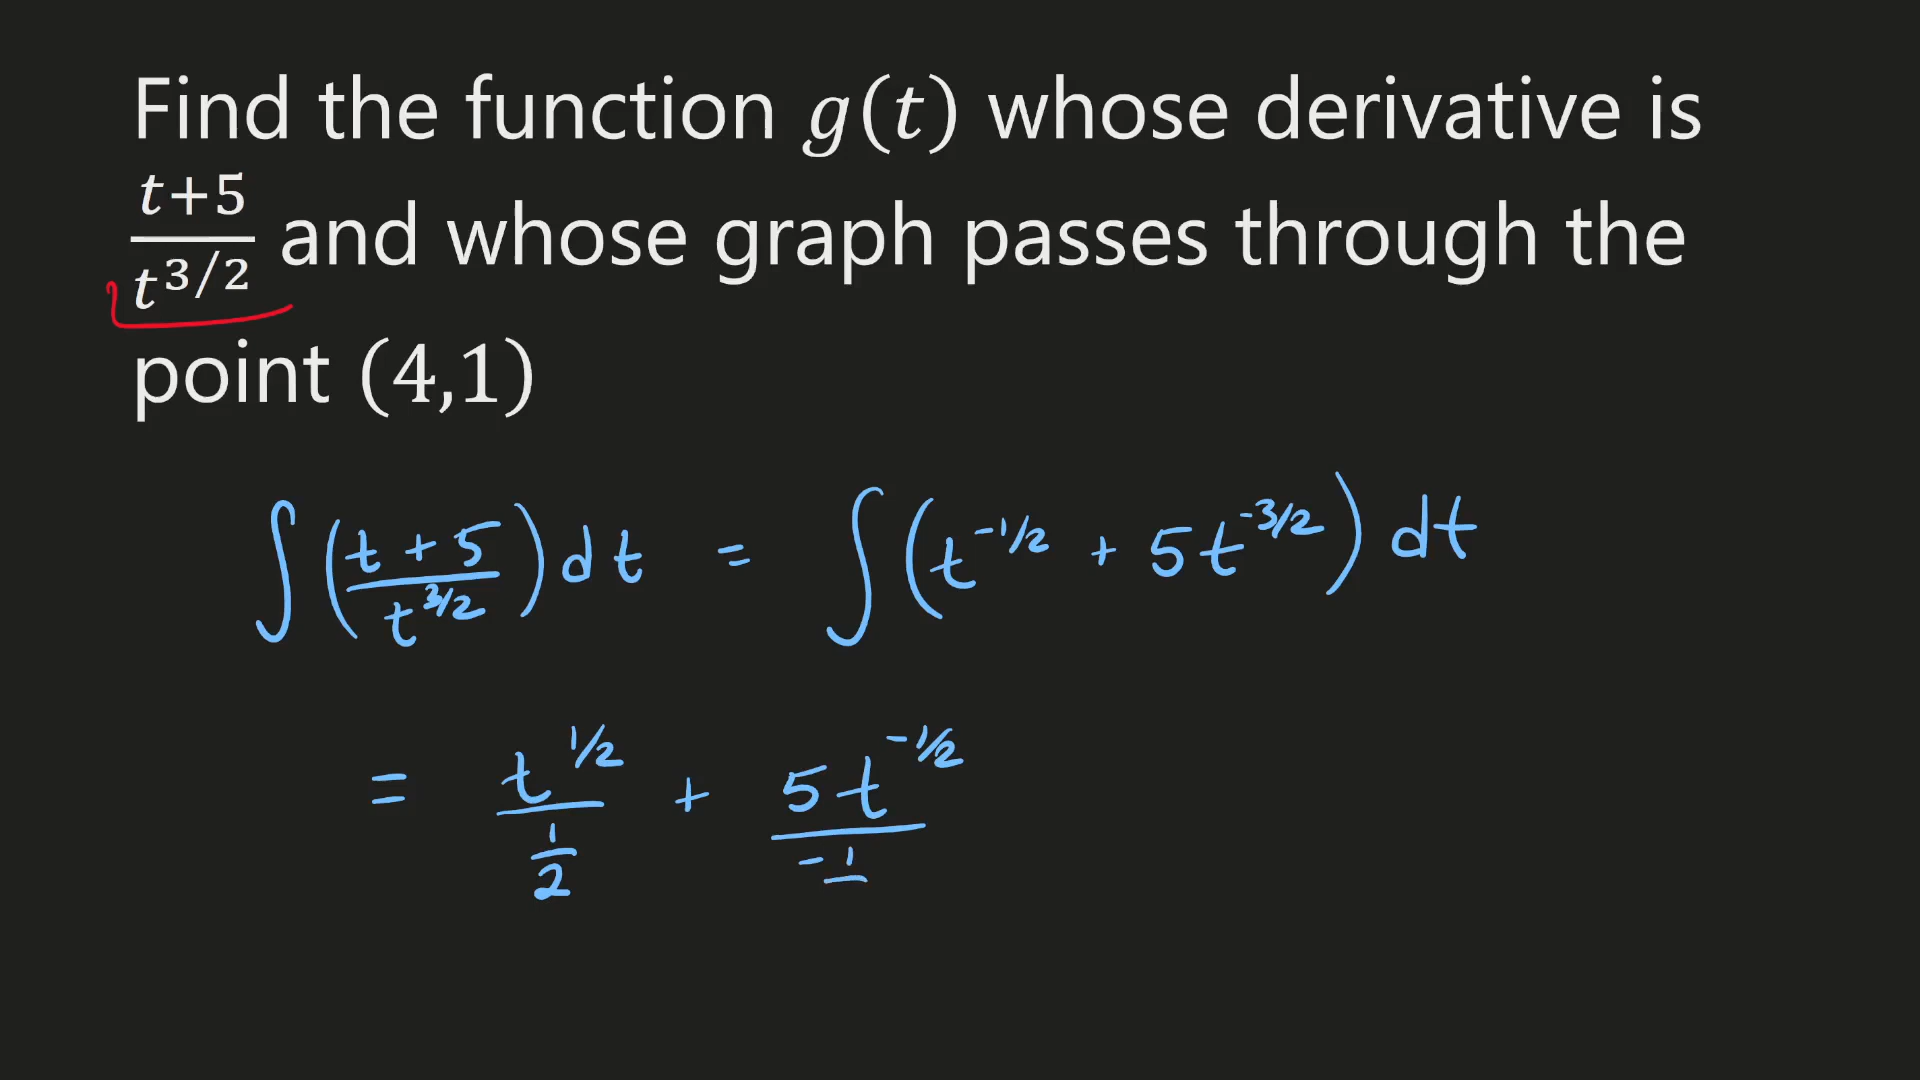 Find the function g(t) whose derivative is
t+5/t^3/2 and whose graph passes through the
point (4,1)
∫(t+5/t^3/2)dt = ∫(t^-1/2 + 5t^-3/2)dt
= t^1/2/1/2 + 5t^-1/2/-1